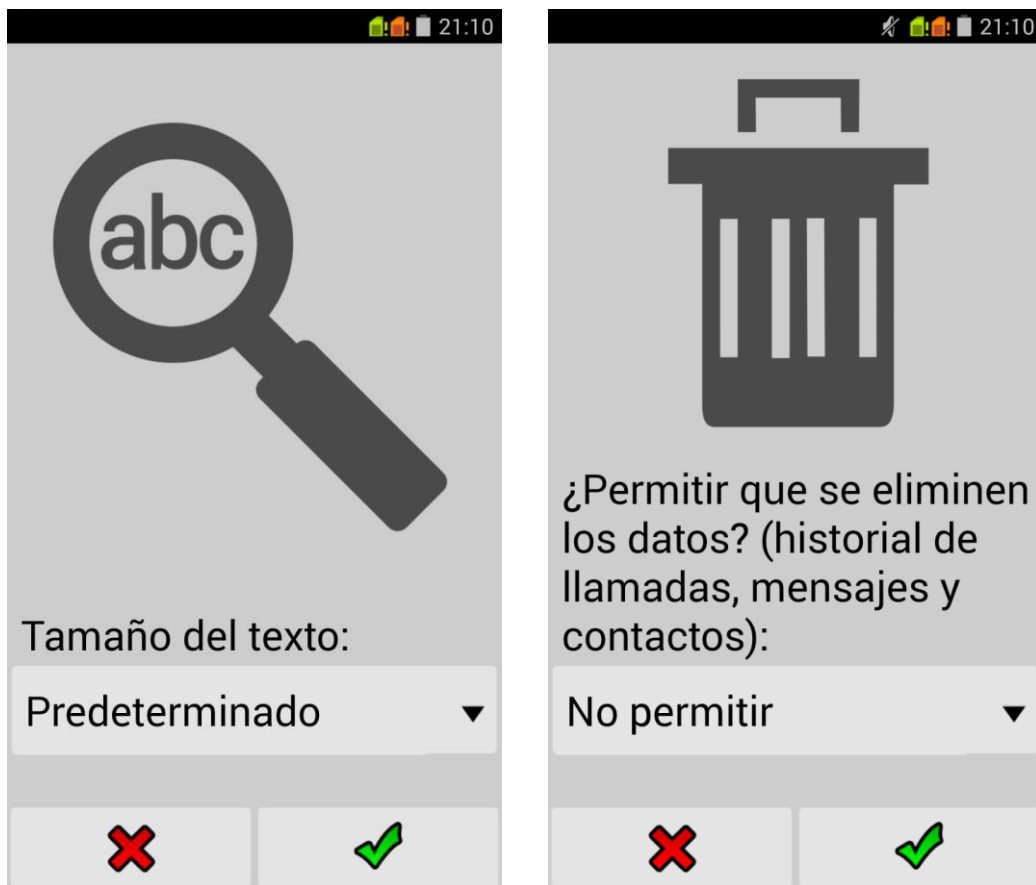 21:10
abc
Tamaño del texto:
Predeterminado
21:10
¿Permitir que se eliminen
los datos? (historial de
llamadas, mensajes y
contactos):
No permitir